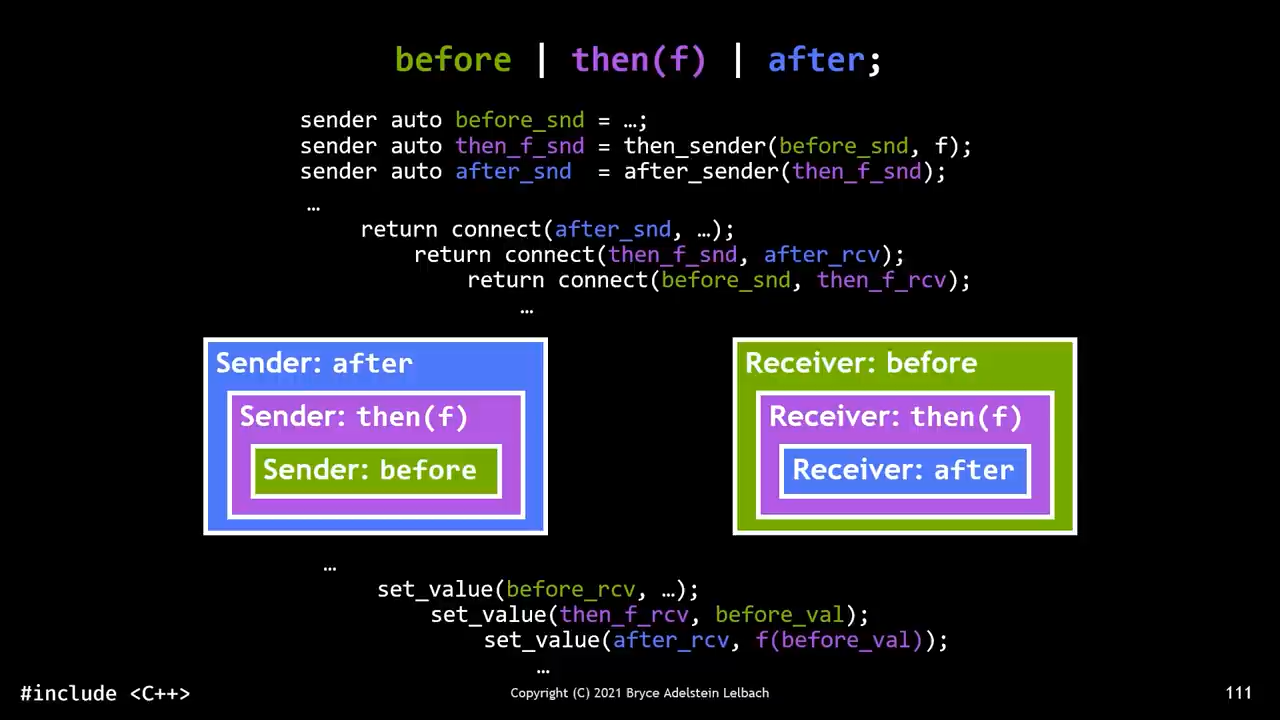 before | then(f) | after;
sender auto before_snd = …;
sender auto then_f_snd = then_sender(before_snd, f);
sender auto after_snd  = after_sender(then_f_snd);
…
return connect(after_snd, …);
return connect(then_f_snd, after_rcv);
return connect(before_snd, then_f_rcv);
…
Sender: after
Sender: then(f)
Sender: before
Receiver: before
Receiver: then(f)
Receiver: after
…
set_value(before_rcv, …);
set_value(then_f_rcv, before_val);
set_value(after_rcv, f(before_val));
…
#include <C++>
Copyright (C) 2021 Bryce Adelstein Lelbach
111